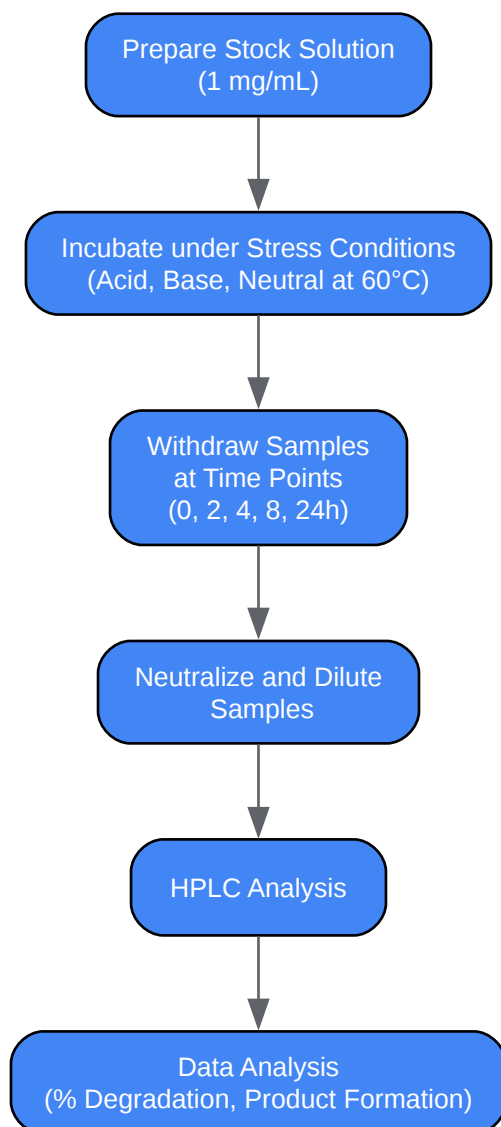 Prepare Stock Solution
(1 mg/mL)
Incubate under Stress Conditions
(Acid, Base, Neutral at 60°C)
Withdraw Samples
at Time Points
(0, 2, 4, 8, 24h)
Neutralize and Dilute
Samples
HPLC Analysis
Data Analysis
(% Degradation, Product Formation)